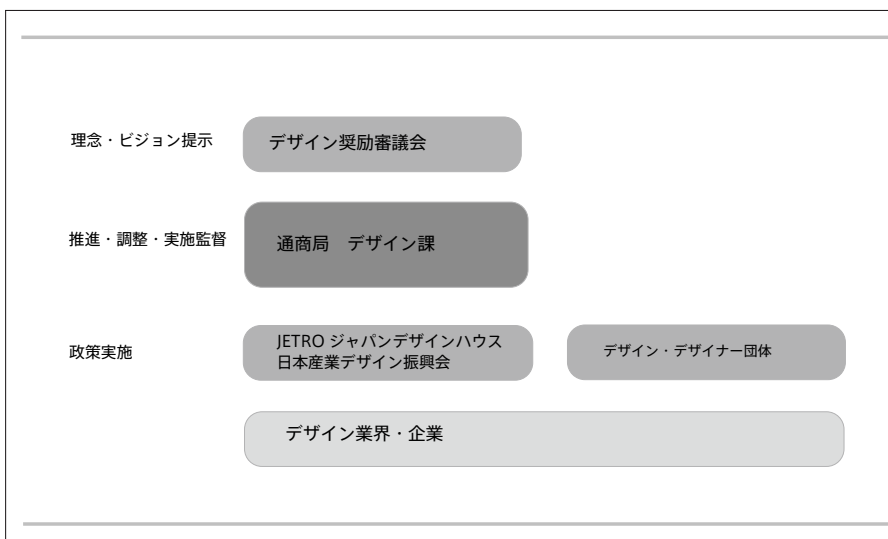 理念・ビジョン提示
デザイン奨励審議会
推進・調整・実施監督
通商局　デザイン課
政策実施
JETRO ジャパンデザインハウス
日本産業デザイン振興会
デザイン・デザイナー団体
デザイン業界・企業